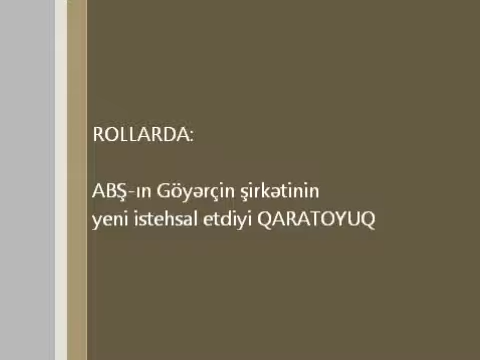 ROLLARDA:
ABŞ-ın Göyərçin şirkətinin
yeni istehsal etdiyi QARATOYUQ